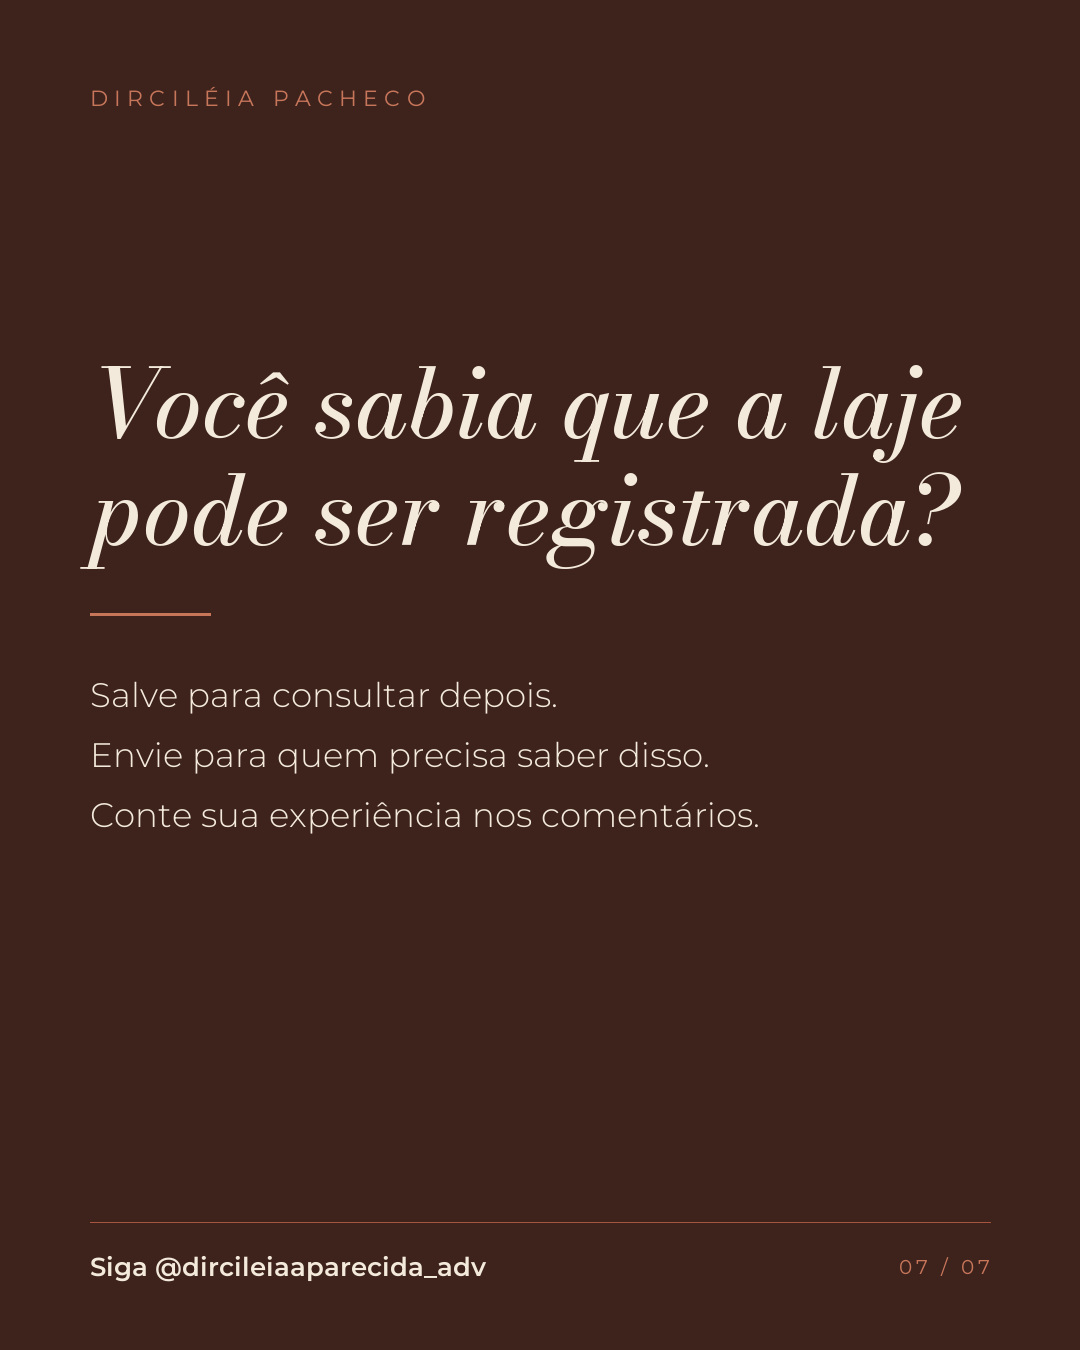 DIRCILÉIA PACHECO
Você sabia que a laje
pode ser registrada?
Salve para consultar depois.
Envie para quem precisa saber disso.
Conte sua experiência nos comentários.
Siga @dircileiaaparecida_adv
07 / 07